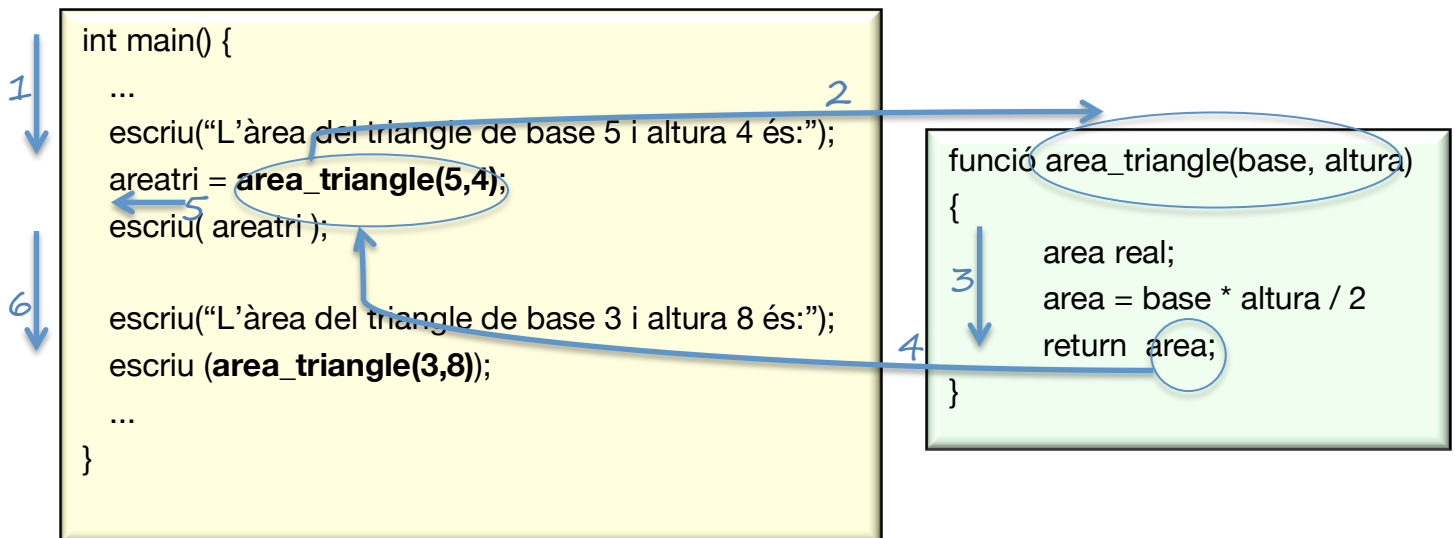 int main() {
...
escriu(“L’àrea del triangle de base 5 i altura 4 és:”);
areatri = area_triangle(5,4);
escriu( areatri );
escriu(“L’àrea del triangle de base 3 i altura 8 és:”);
escriu (area_triangle(3,8));
...
}
funció area_triangle(base, altura)
{
area real;
area = base * altura / 2
return area;
}
1
2
3
4
5
6